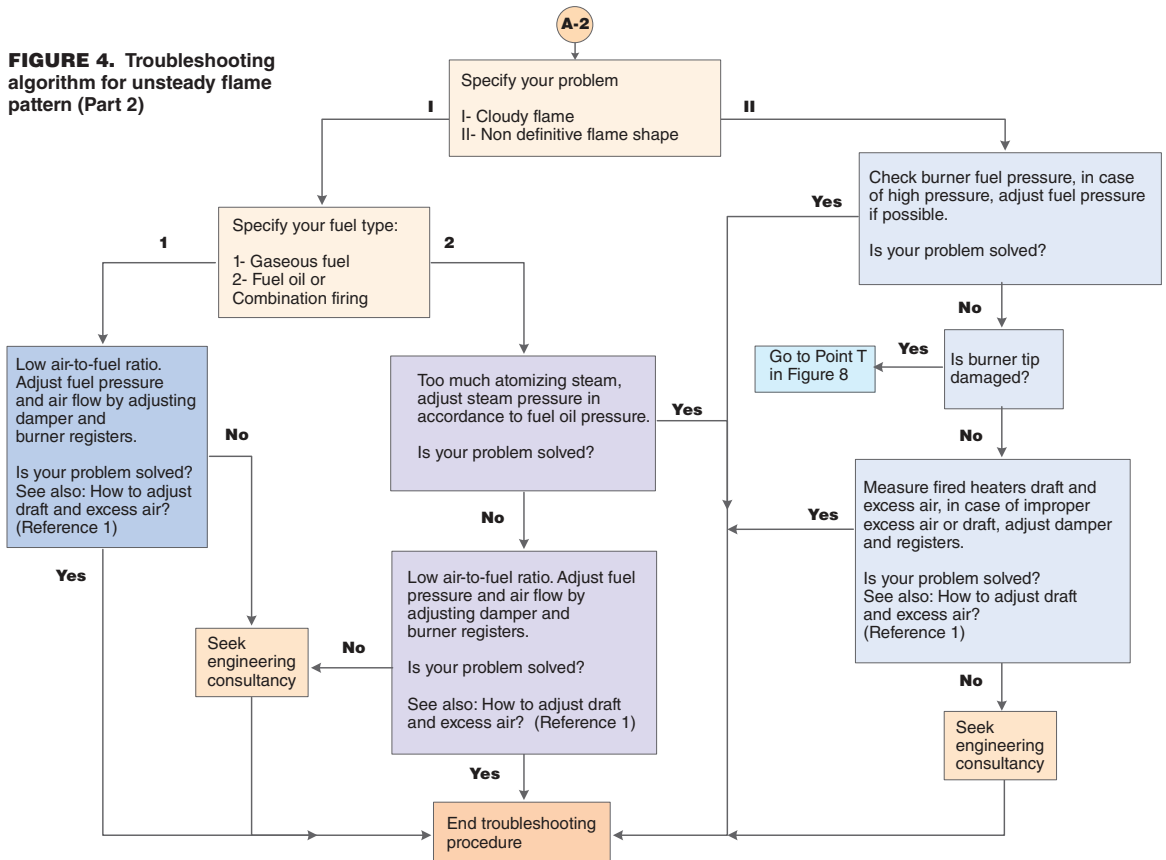 A-2
FIGURE 4. Troubleshooting
algorithm for unsteady flame
pattern (Part 2)
Specify your problem
I- Cloudy flame
II- Non definitive flame shape
I
II
Specify your fuel type:
1- Gaseous fuel
2- Fuel oil or
Combination firing
1
2
Low air-to-fuel ratio.
Adjust fuel pressure
and air flow by adjusting
damper and
burner registers.
Is your problem solved?
See also: How to adjust
draft and excess air?
(Reference 1)
No
Yes
Too much atomizing steam,
adjust steam pressure in
accordance to fuel oil pressure.
Is your problem solved?
Yes
No
Low air-to-fuel ratio. Adjust fuel
pressure and air flow by
adjusting damper and
burner registers.
Is your problem solved?
See also: How to adjust draft
and excess air? (Reference 1)
No
Yes
Seek
engineering
consultancy
Check burner fuel pressure, in case
of high pressure, adjust fuel pressure
if possible.
Is your problem solved?
Yes
No
Is burner tip
damaged?
Yes
Go to Point T
in Figure 8
No
Measure fired heaters draft and
excess air, in case of improper
excess air or draft, adjust damper
and registers.
Is your problem solved?
See also: How to adjust draft
and excess air?
(Reference 1)
Yes
No
Seek
engineering
consultancy
End troubleshooting
procedure